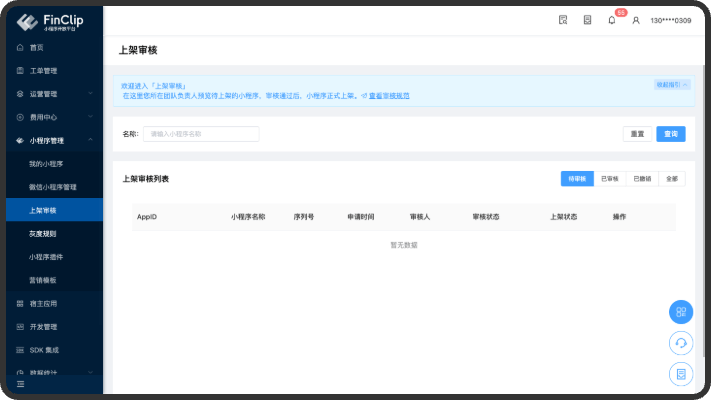 FinClip
小程序开放平台
58
130****0309
首页
工单管理
运营管理
费用中心
小程序管理
我的小程序
微信小程序管理
上架审核
灰度规则
小程序插件
营销模板
宿主应用
开发管理
SDK 集成
数据统计
上架审核
欢迎进入「上架审核」
收起指引
在这里您所在团队负责人预览待上架的小程序、审核通过后，小程序正式上架。查看审核规范
名称: 请输入小程序名称
重置 查询
上架审核列表
待审核 已审核 已撤销 全部
AppID 小程序名称 序列号 申请时间 审核人 审核状态 上架状态 操作
暂无数据